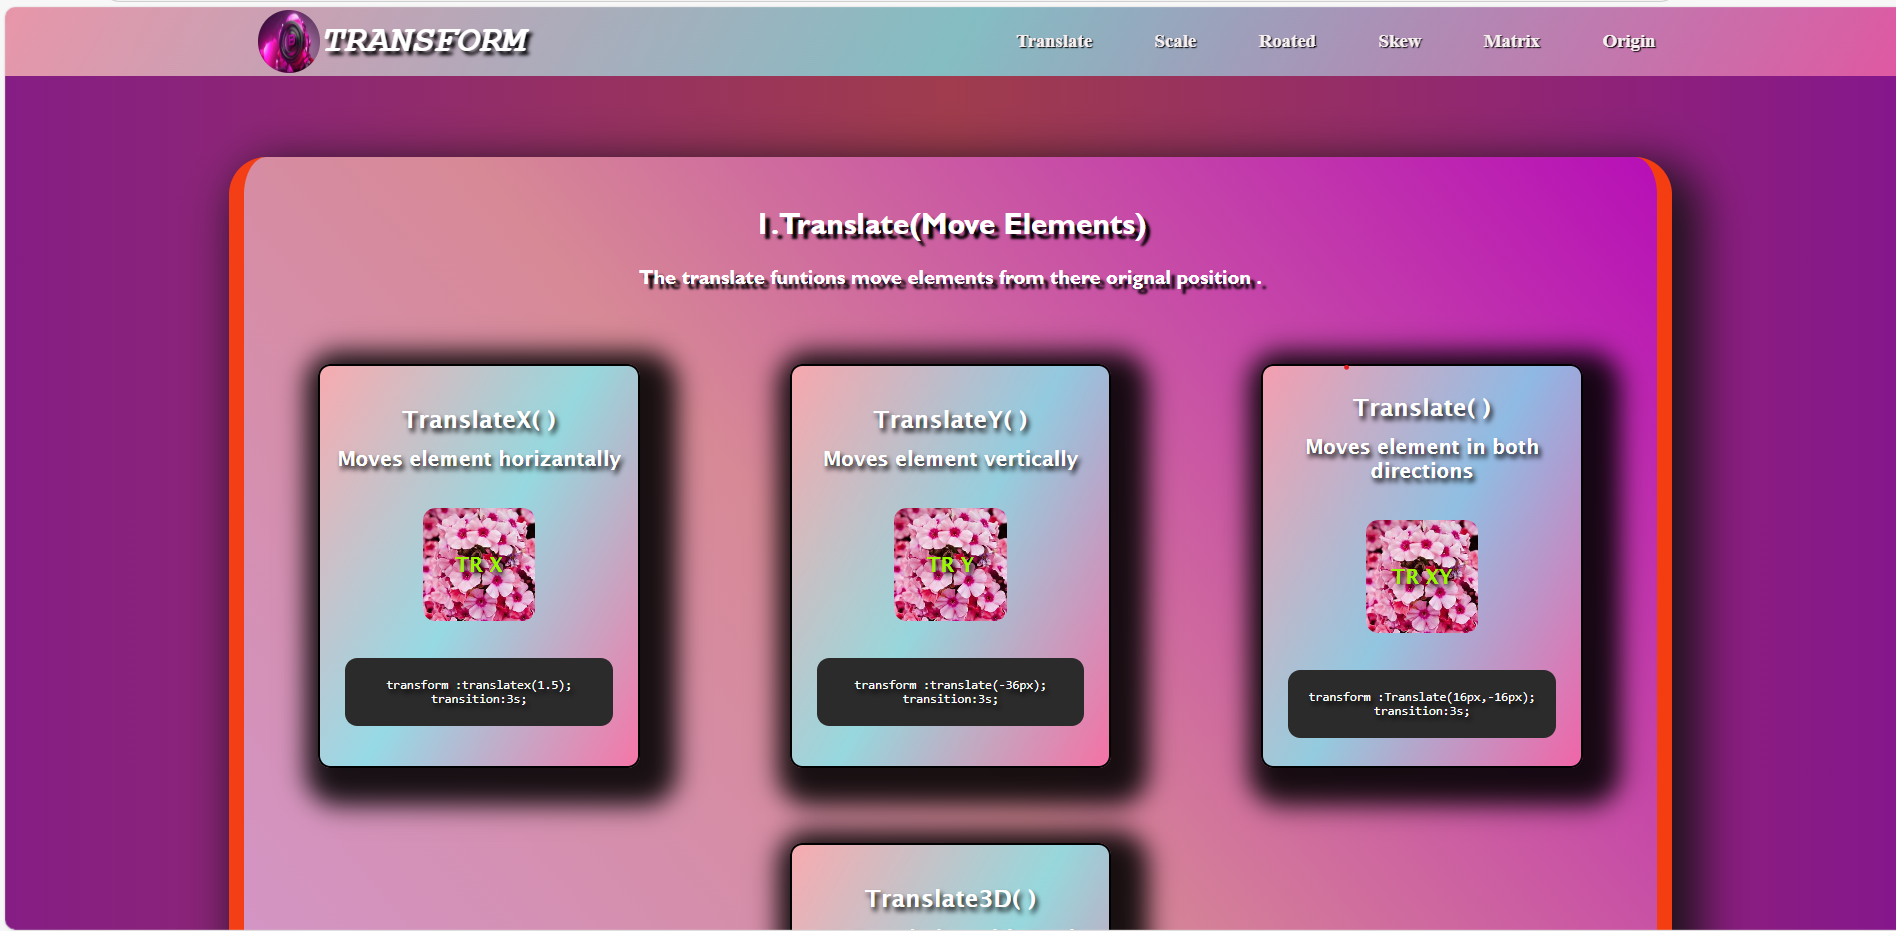 TRANSFORM
Translate
Scale
Roated
Skew
Matrix
Origin
1.Translate(Move Elements)
The translate funtions move elements from there orignal position .
TranslateX( )
Moves element horizantally
TR X
transform :translatex(1.5);
transition:3s;
TranslateY( )
Moves element vertically
TR Y
transform :translate(-36px);
transition:3s;
Translate( )
Moves element in both
directions
TR XY
transform :Translate(16px,-16px);
transition:3s;
Translate3D( )